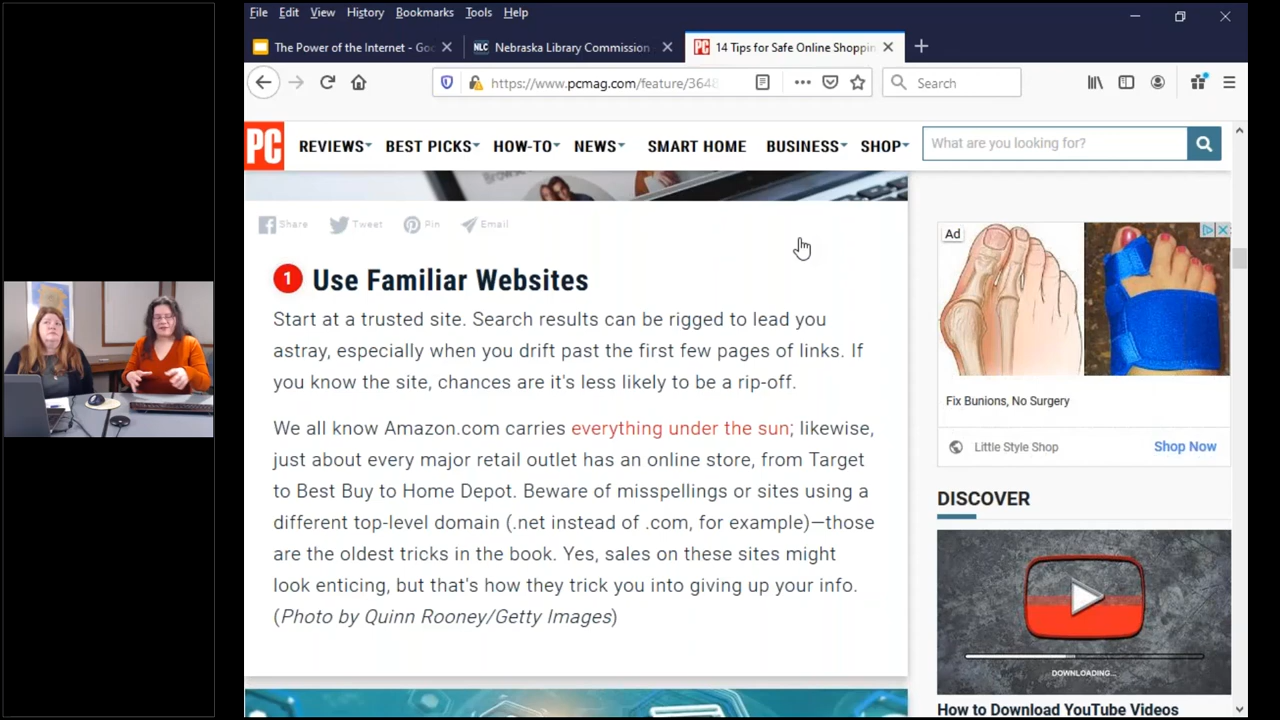 File Edit View History Bookmarks Tools Help
The Power of the Internet - Goo
NLC Nebraska Library Commission
PC 14 Tips for Safe Online Shoppin
https://www.pcmag.com/feature/3648
Search
PC REVIEWS BEST PICKS HOW-TO NEWS SMART HOME BUSINESS SHOP
What are you looking for?
Share Tweet Pin Email
1 Use Familiar Websites
Start at a trusted site. Search results can be rigged to lead you
astray, especially when you drift past the first few pages of links. If
you know the site, chances are it's less likely to be a rip-off.
We all know Amazon.com carries everything under the sun; likewise,
just about every major retail outlet has an online store, from Target
to Best Buy to Home Depot. Beware of misspellings or sites using a
different top-level domain (.net instead of .com, for example)—those
are the oldest tricks in the book. Yes, sales on these sites might
look enticing, but that's how they trick you into giving up your info.
(Photo by Quinn Rooney/Getty Images)
Ad
Fix Bunions, No Surgery
Little Style Shop Shop Now
DISCOVER
DOWNLOADING...
How to Download YouTube Videos